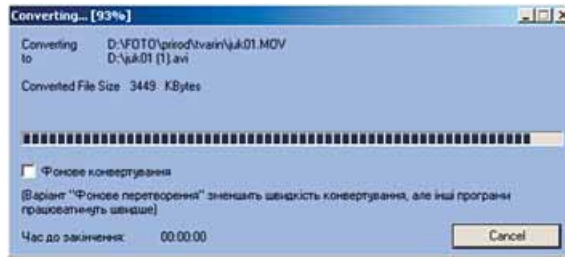 Converting... [93%]
Converting D:\FOTO\prirod\tvarin\juk01.MOV
to D:\juk01 (1).avi
Converted File Size 3449 KBytes
Фонове конвертування
(Варіант "Фонове перетворення" зменшить швидкість конвертування, але інші програми
працюватимуть швидше)
Час до закінчення: 00:00:00
Cancel